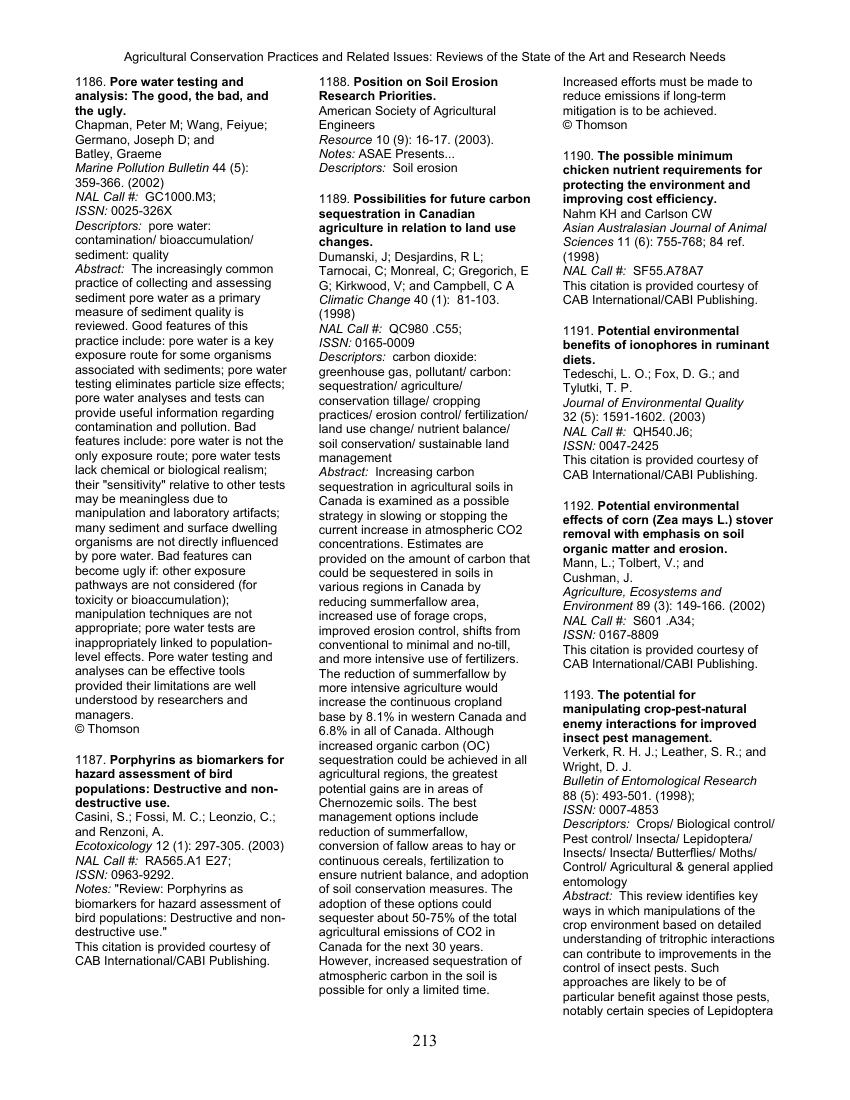 Agricultural Conservation Practices and Related Issues: Reviews of the State of the Art and Research Needs
1186. Pore water testing and
analysis: The good, the bad, and
the ugly.
Chapman, Peter M; Wang, Feiyue;
Germano, Joseph D; and
Batley, Graeme
Marine Pollution Bulletin 44 (5):
359-366. (2002)
NAL Call #: GC1000.M3;
ISSN: 0025-326X
Descriptors: pore water:
contamination/ bioaccumulation/
sediment: quality
Abstract: The increasingly common
practice of collecting and assessing
sediment pore water as a primary
measure of sediment quality is
reviewed. Good features of this
practice include: pore water is a key
exposure route for some organisms
associated with sediments; pore water
testing eliminates particle size effects;
pore water analyses and tests can
provide useful information regarding
contamination and pollution. Bad
features include: pore water is not the
only exposure route; pore water tests
lack chemical or biological realism;
their "sensitivity" relative to other tests
may be meaningless due to
manipulation and laboratory artifacts;
many sediment and surface dwelling
organisms are not directly influenced
by pore water. Bad features can
become ugly if: other exposure
pathways are not considered (for
toxicity or bioaccumulation);
manipulation techniques are not
appropriate; pore water tests are
inappropriately linked to population-
level effects. Pore water testing and
analyses can be effective tools
provided their limitations are well
understood by researchers and
managers.
© Thomson
1187. Porphyrins as biomarkers for
hazard assessment of bird
populations: Destructive and non-
destructive use.
Casini, S.; Fossi, M. C.; Leonzio, C.;
and Renzoni, A.
Ecotoxicology 12 (1): 297-305. (2003)
NAL Call #: RA565.A1 E27;
ISSN: 0963-9292.
Notes: "Review: Porphyrins as
biomarkers for hazard assessment of
bird populations: Destructive and non-
destructive use."
This citation is provided courtesy of
CAB International/CABI Publishing.
1188. Position on Soil Erosion
Research Priorities.
American Society of Agricultural
Engineers
Resource 10 (9): 16-17. (2003).
Notes: ASAE Presents...
Descriptors: Soil erosion
1189. Possibilities for future carbon
sequestration in Canadian
agriculture in relation to land use
changes.
Dumanski, J; Desjardins, R L;
Tarnocai, C; Monreal, C; Gregorich, E
G; Kirkwood, V; and Campbell, C A
Climatic Change 40 (1): 81-103.
(1998)
NAL Call #: QC980 .C55;
ISSN: 0165-0009
Descriptors: carbon dioxide:
greenhouse gas, pollutant/ carbon:
sequestration/ agriculture/
conservation tillage/ cropping
practices/ erosion control/ fertilization/
land use change/ nutrient balance/
soil conservation/ sustainable land
management
Abstract: Increasing carbon
sequestration in agricultural soils in
Canada is examined as a possible
strategy in slowing or stopping the
current increase in atmospheric CO2
concentrations. Estimates are
provided on the amount of carbon that
could be sequestered in soils in
various regions in Canada by
reducing summerfallow area,
increased use of forage crops,
improved erosion control, shifts from
conventional to minimal and no-till,
and more intensive use of fertilizers.
The reduction of summerfallow by
more intensive agriculture would
increase the continuous cropland
base by 8.1% in western Canada and
6.8% in all of Canada. Although
increased organic carbon (OC)
sequestration could be achieved in all
agricultural regions, the greatest
potential gains are in areas of
Chernozemic soils. The best
management options include
reduction of summerfallow,
conversion of fallow areas to hay or
continuous cereals, fertilization to
ensure nutrient balance, and adoption
of soil conservation measures. The
adoption of these options could
sequester about 50-75% of the total
agricultural emissions of CO2 in
Canada for the next 30 years.
However, increased sequestration of
atmospheric carbon in the soil is
possible for only a limited time.
Increased efforts must be made to
reduce emissions if long-term
mitigation is to be achieved.
© Thomson
1190. The possible minimum
chicken nutrient requirements for
protecting the environment and
improving cost efficiency.
Nahm KH and Carlson CW
Asian Australasian Journal of Animal
Sciences 11 (6): 755-768; 84 ref.
(1998)
NAL Call #: SF55.A78A7
This citation is provided courtesy of
CAB International/CABI Publishing.
1191. Potential environmental
benefits of ionophores in ruminant
diets.
Tedeschi, L. O.; Fox, D. G.; and
Tylutki, T. P.
Journal of Environmental Quality
32 (5): 1591-1602. (2003)
NAL Call #: QH540.J6;
ISSN: 0047-2425
This citation is provided courtesy of
CAB International/CABI Publishing.
1192. Potential environmental
effects of corn (Zea mays L.) stover
removal with emphasis on soil
organic matter and erosion.
Mann, L.; Tolbert, V.; and
Cushman, J.
Agriculture, Ecosystems and
Environment 89 (3): 149-166. (2002)
NAL Call #: S601 .A34;
ISSN: 0167-8809
This citation is provided courtesy of
CAB International/CABI Publishing.
1193. The potential for
manipulating crop-pest-natural
enemy interactions for improved
insect pest management.
Verkerk, R. H. J.; Leather, S. R.; and
Wright, D. J.
Bulletin of Entomological Research
88 (5): 493-501. (1998);
ISSN: 0007-4853
Descriptors: Crops/ Biological control/
Pest control/ Insecta/ Lepidoptera/
Insects/ Insecta/ Butterflies/ Moths/
Control/ Agricultural & general applied
entomology
Abstract: This review identifies key
ways in which manipulations of the
crop environment based on detailed
understanding of tritrophic interactions
can contribute to improvements in the
control of insect pests. Such
approaches are likely to be of
particular benefit against those pests,
notably certain species of Lepidoptera
213